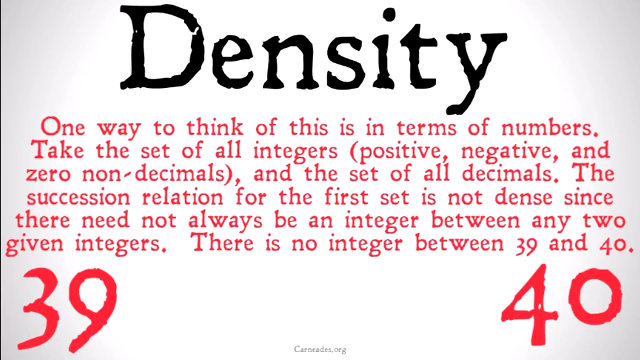 Density
One way to think of this is in terms of numbers.
Take the set of all integers (positive, negative, and
zero non-decimals), and the set of all decimals. The
succession relation for the first set is not dense since
there need not always be an integer between any two
given integers. There is no integer between 39 and 40.
39 40
Carneades.org